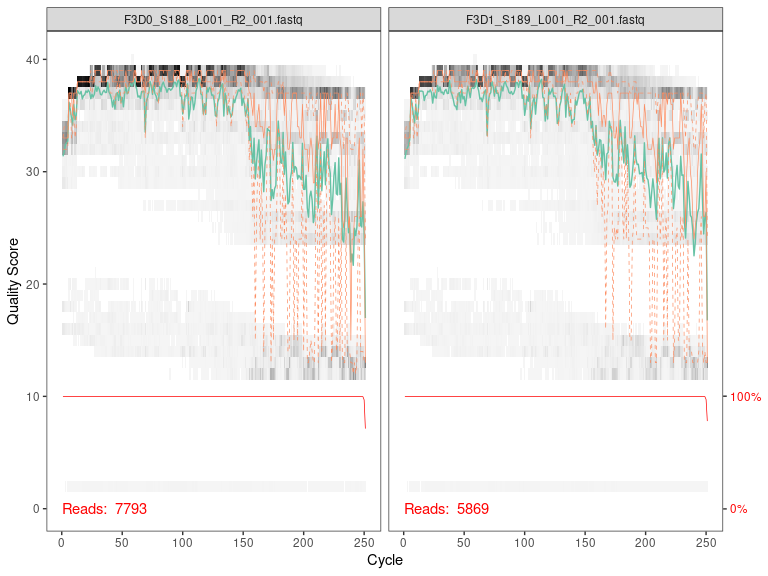 F3D0_S188_L001_R2_001.fastq
F3D1_S189_L001_R2_001.fastq
Quality Score
40
30
20
10
0
100%
0%
Reads: 7793
Reads: 5869
0 50 100 150 200 250
0 50 100 150 200 250
Cycle